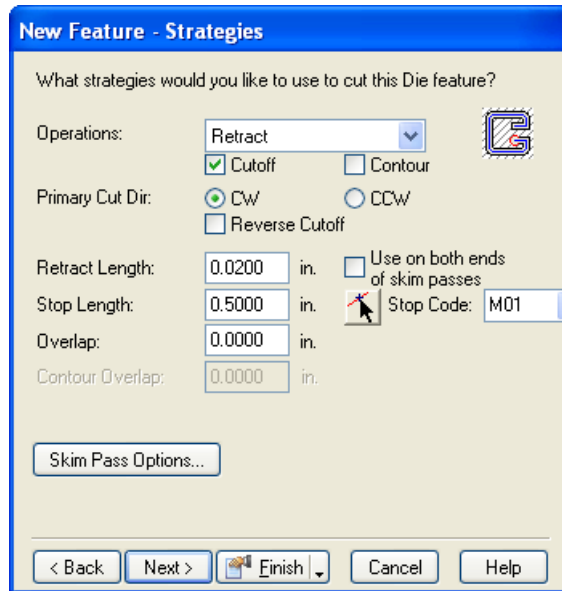 New Feature - Strategies
What strategies would you like to use to cut this Die feature?
Operations: Retract
Cutoff Contour
Primary Cut Dir: CW CCW
Reverse Cutoff
Retract Length: 0.0200 in. Use on both ends
of skim passes
Stop Length: 0.5000 in. Stop Code: M01
Overlap: 0.0000 in.
Contour Overlap: 0.0000 in.
Skim Pass Options...
< Back Next > Finish Cancel Help